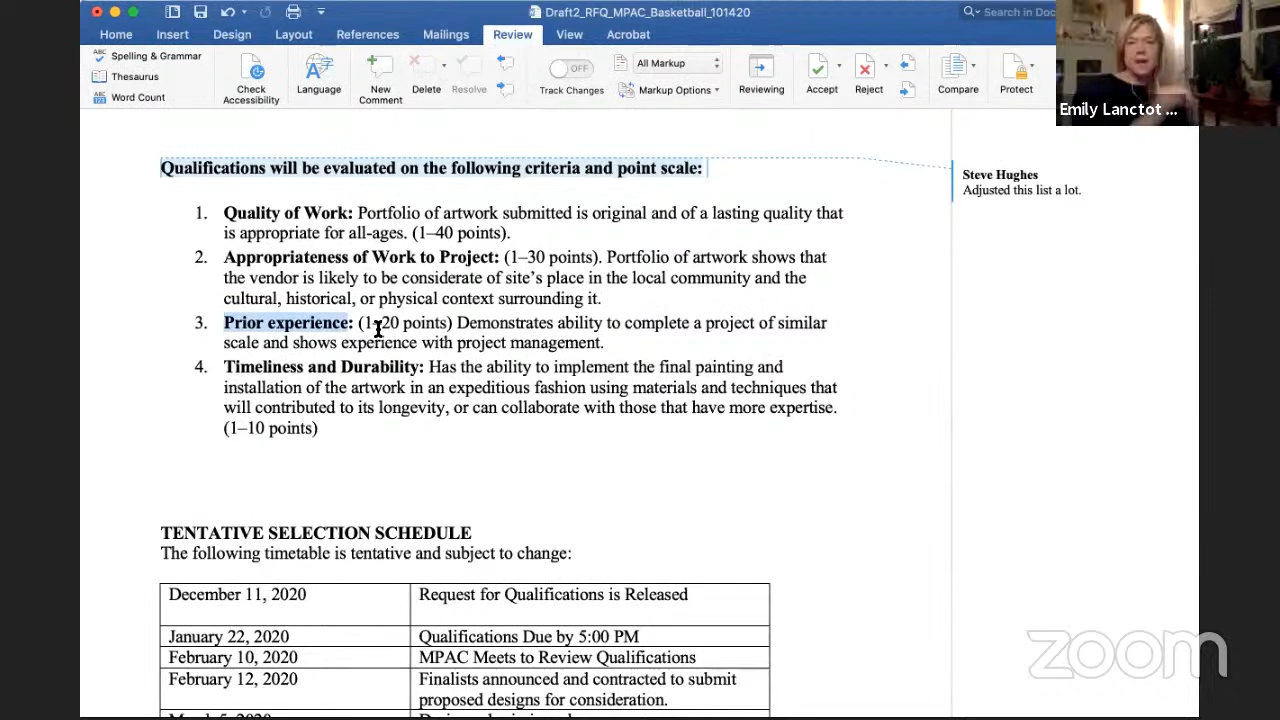 Draft2_RFQ_MPAC_Basketball_101420
Search in Doc
Home Insert Design Layout References Mailings Review View Acrobat
Spelling & Grammar
Thesaurus
Word Count
Check Accessibility
Language
New Comment
Delete
Resolve
OFF
Track Changes
All Markup
Markup Options
Reviewing
Accept
Reject
Compare
Protect
Emily Lanctot ...
Qualifications will be evaluated on the following criteria and point scale:
Steve Hughes
Adjusted this list a lot.
1. Quality of Work: Portfolio of artwork submitted is original and of a lasting quality that
is appropriate for all-ages. (1–40 points).
2. Appropriateness of Work to Project: (1–30 points). Portfolio of artwork shows that
the vendor is likely to be considerate of site’s place in the local community and the
cultural, historical, or physical context surrounding it.
3. Prior experience: (1–20 points) Demonstrates ability to complete a project of similar
scale and shows experience with project management.
4. Timeliness and Durability: Has the ability to implement the final painting and
installation of the artwork in an expeditious fashion using materials and techniques that
will contributed to its longevity, or can collaborate with those that have more expertise.
(1–10 points)
TENTATIVE SELECTION SCHEDULE
The following timetable is tentative and subject to change:
December 11, 2020 Request for Qualifications is Released
January 22, 2020 Qualifications Due by 5:00 PM
February 10, 2020 MPAC Meets to Review Qualifications
February 12, 2020 Finalists announced and contracted to submit
proposed designs for consideration.
zoom